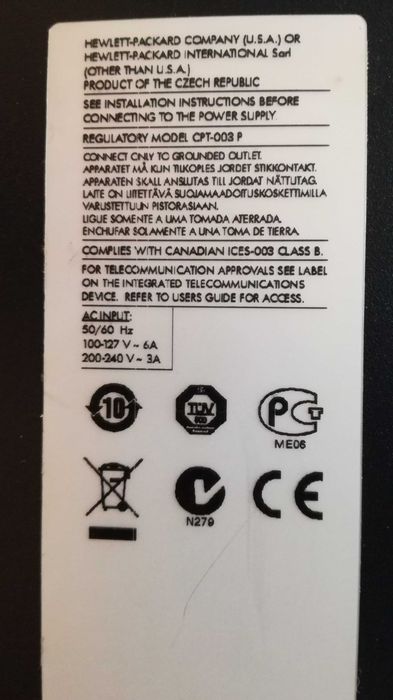 HEWLETT-PACKARD COMPANY (U.S.A.) OR
HEWLETT-PACKARD INTERNATIONAL Sarl
(OTHER THAN U.S.A.)
PRODUCT OF THE CZECH REPUBLIC
SEE INSTALLATION INSTRUCTIONS BEFORE
CONNECTING TO THE POWER SUPPLY
REGULATORY MODEL CPT-003 P
CONNECT ONLY TO GROUNDED OUTLET.
APPARATET MÅ KUN TILKOPLES JORDET STIKKONTAKT.
APPARATEN SKALL ANSLUTAS TILL JORDAT NÄTTUTAG.
LAITE ON LIITETTÄVÄ SUOJAMAADOITUSKOSKETTIMILLA
VARUSTETTUUN PISTORASIAAN.
LIGUE SOMENTE A UMA TOMADA ATERRADA.
ENCHUFAR SOLAMENTE A UNA TOMA DE TIERRA
COMPLIES WITH CANADIAN ICES-003 CLASS B.
FOR TELECOMMUNICATION APPROVALS SEE LABEL
ON THE INTEGRATED TELECOMMUNICATIONS
DEVICE. REFER TO USERS GUIDE FOR ACCESS.
AC INPUT:
50/60 Hz
100-127 V ~ 6A
200-240 V ~ 3A
10 TÜV PCT
ME06
CE
N279